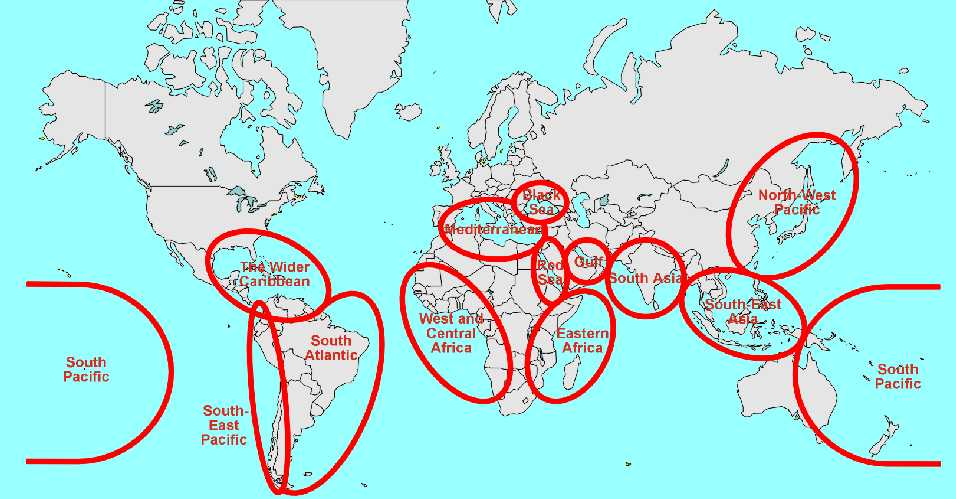 Black
Sea
North-West
Pacific
Mediterranean
The Wider
Caribbean
Red
Sea
Gulf
South Asia
South-East
Asia
West and
Central
Africa
Eastern
Africa
South
Atlantic
South
Pacific
South
Pacific
South-
East
Pacific